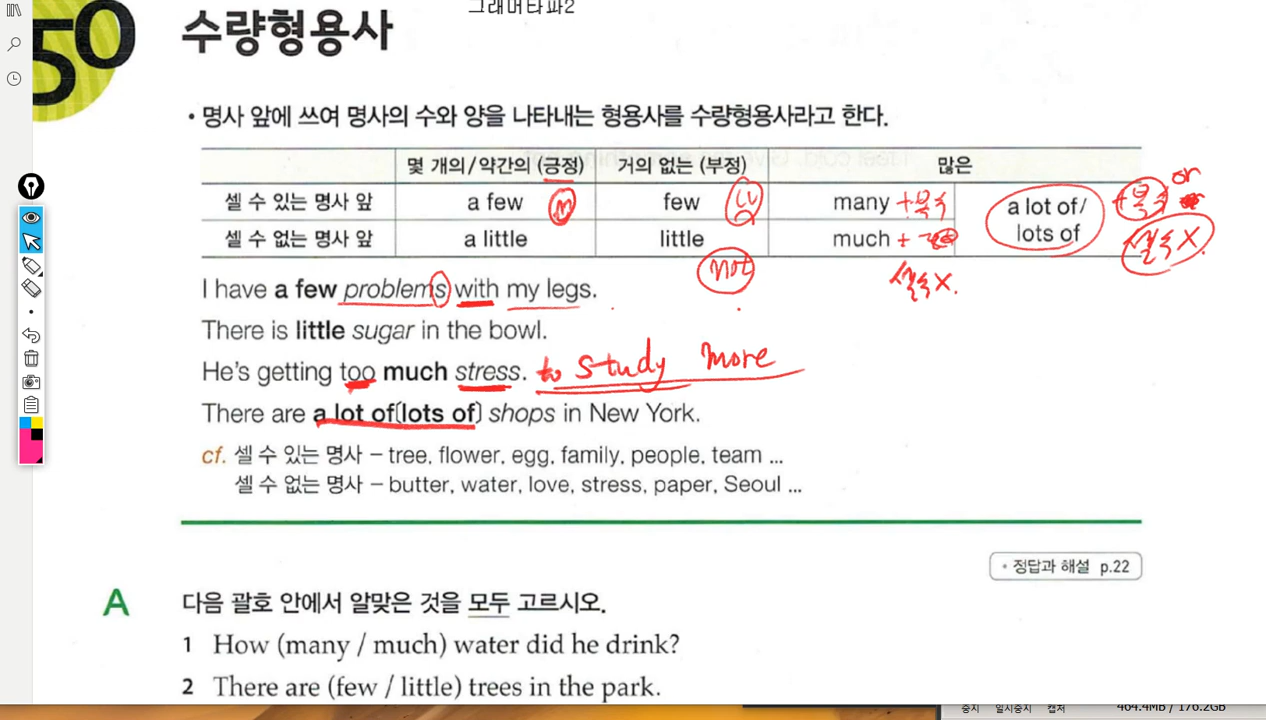 그래머타파2
50
수량형용사
• 명사 앞에 쓰여 명사의 수와 양을 나타내는 형용사를 수량형용사라고 한다.
몇 개의/약간의 (긍정) 거의 없는 (부정) 많은
셀 수 있는 명사 앞 a few few many +복수 a lot of/ +복수 or
셀 수 없는 명사 앞 a little little much + lots of 셀 수 X
not 셀 수 X.
I have a few problems with my legs.
There is little sugar in the bowl.
He's getting too much stress. to study more
There are a lot of(lots of) shops in New York.
cf. 셀 수 있는 명사 – tree, flower, egg, family, people, team ...
셀 수 없는 명사 – butter, water, love, stress, paper, Seoul ...
• 정답과 해설 p.22
A 다음 괄호 안에서 알맞은 것을 모두 고르시오.
1 How (many / much) water did he drink?
2 There are (few / little) trees in the park.
중지 일시중지 캡처 464.4MB / 176.2GB